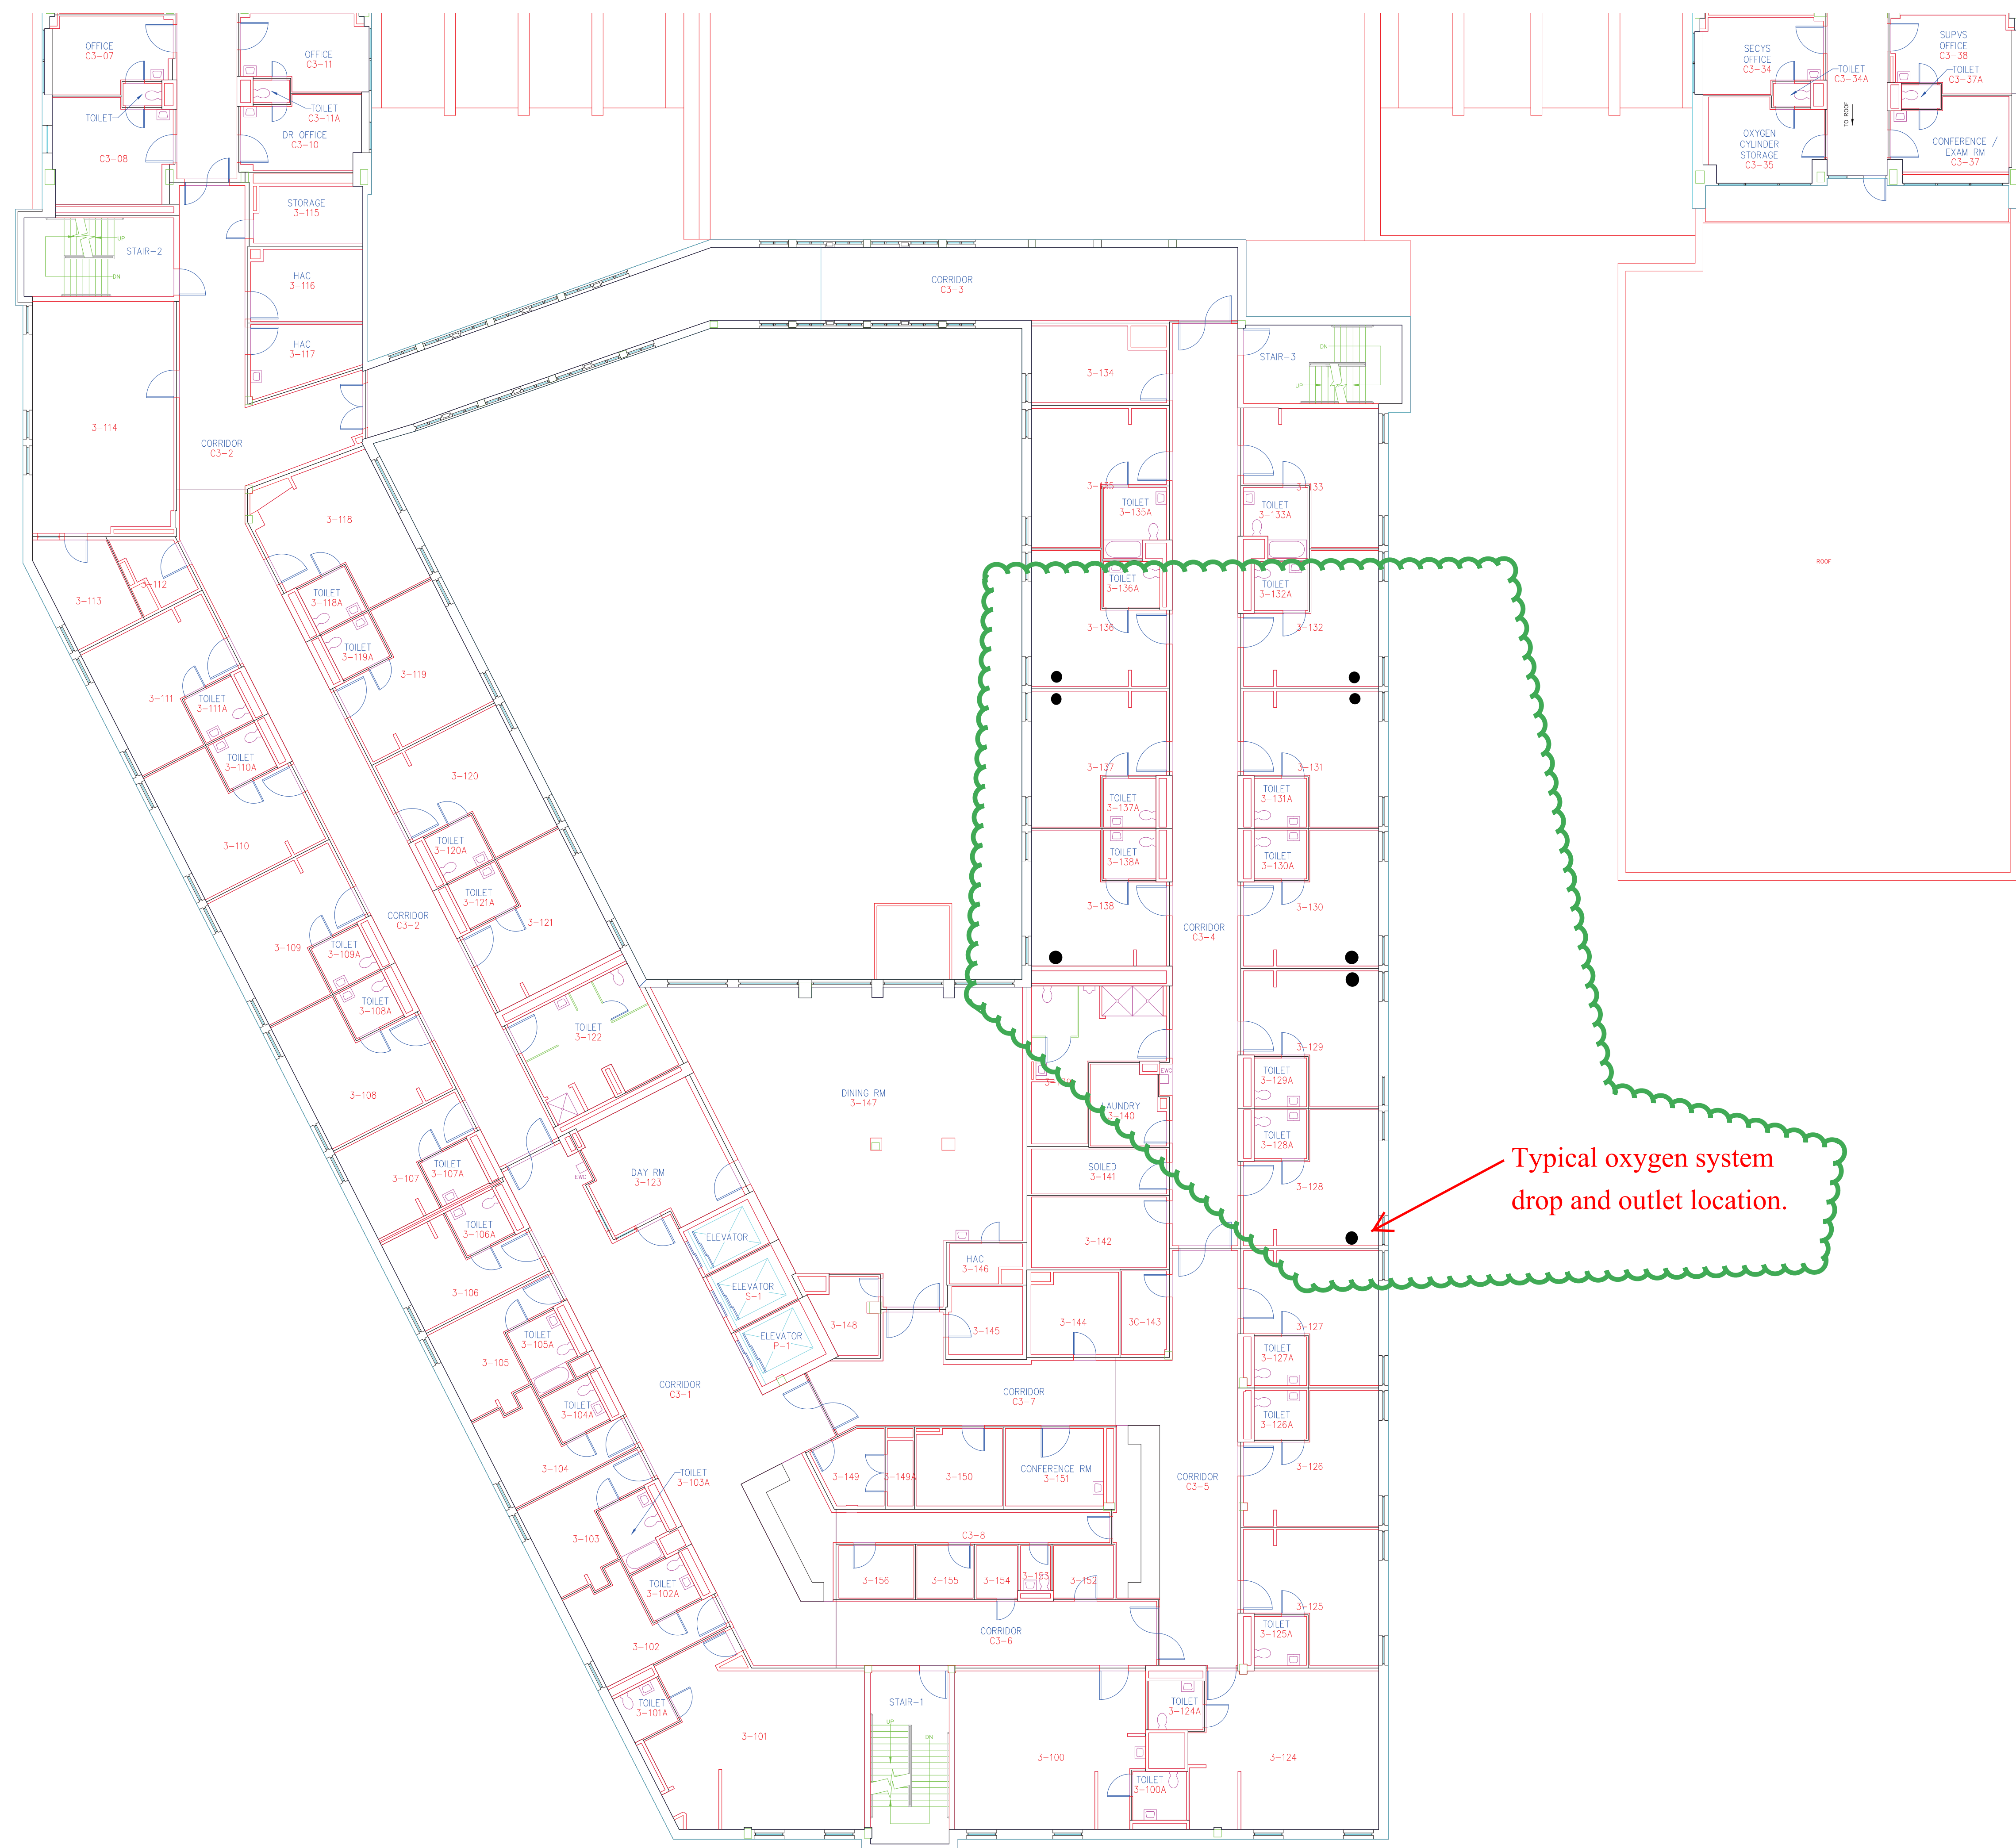 OFFICE
C3-07
OFFICE
C3-11
TOILET
C3-11A
TOILET
DR OFFICE
C3-10
C3-08
SECYS
OFFICE
C3-34
TOILET
C3-34A
SUPVS
OFFICE
C3-38
TOILET
C3-37A
TO ROOF
OXYGEN
CYLINDER
STORAGE
C3-35
CONFERENCE /
EXAM RM
C3-37
STORAGE
3-115
STAIR-2
UP
DN
HAC
3-116
HAC
3-117
CORRIDOR
C3-3
STAIR-3
DN
UP
3-134
3-114
CORRIDOR
C3-2
3-135
TOILET
3-135A
3-133
TOILET
3-133A
3-118
ROOF
3-112
3-113
TOILET
3-118A
TOILET
3-136A
TOILET
3-132A
3-136
3-132
TOILET
3-119A
3-119
3-111
TOILET
3-111A
TOILET
3-110A
3-120
3-137
3-131
TOILET
3-137A
TOILET
3-131A
3-110
TOILET
3-120A
TOILET
3-138A
TOILET
3-130A
TOILET
3-121A
3-121
CORRIDOR
C3-2
3-138
3-130
CORRIDOR
C3-4
3-109
TOILET
3-109A
TOILET
3-108A
TOILET
3-122
3-129
TOILET
3-129A
EWC
3-108
DINING RM
3-147
LAUNDRY
3-140
TOILET
3-128A
TOILET
3-107A
3-107
DAY RM
3-123
EWC
SOILED
3-141
3-128
Typical oxygen system
drop and outlet location.
TOILET
3-106A
ELEVATOR
3-142
3-106
ELEVATOR
S-1
HAC
3-146
3-148
3-145
3-144
3C-143
3-127
ELEVATOR
P-1
TOILET
3-105A
3-105
TOILET
3-127A
CORRIDOR
C3-1
CORRIDOR
C3-7
TOILET
3-104A
TOILET
3-126A
3-104
TOILET
3-103A
3-149
3-149A
3-150
CONFERENCE RM
3-151
CORRIDOR
C3-5
3-126
3-103
C3-8
TOILET
3-102A
3-156
3-155
3-154
3-153
3-152
3-125
TOILET
3-125A
3-102
CORRIDOR
C3-6
TOILET
3-101A
STAIR-1
UP
DN
TOILET
3-124A
3-101
3-100
3-124
TOILET
3-100A